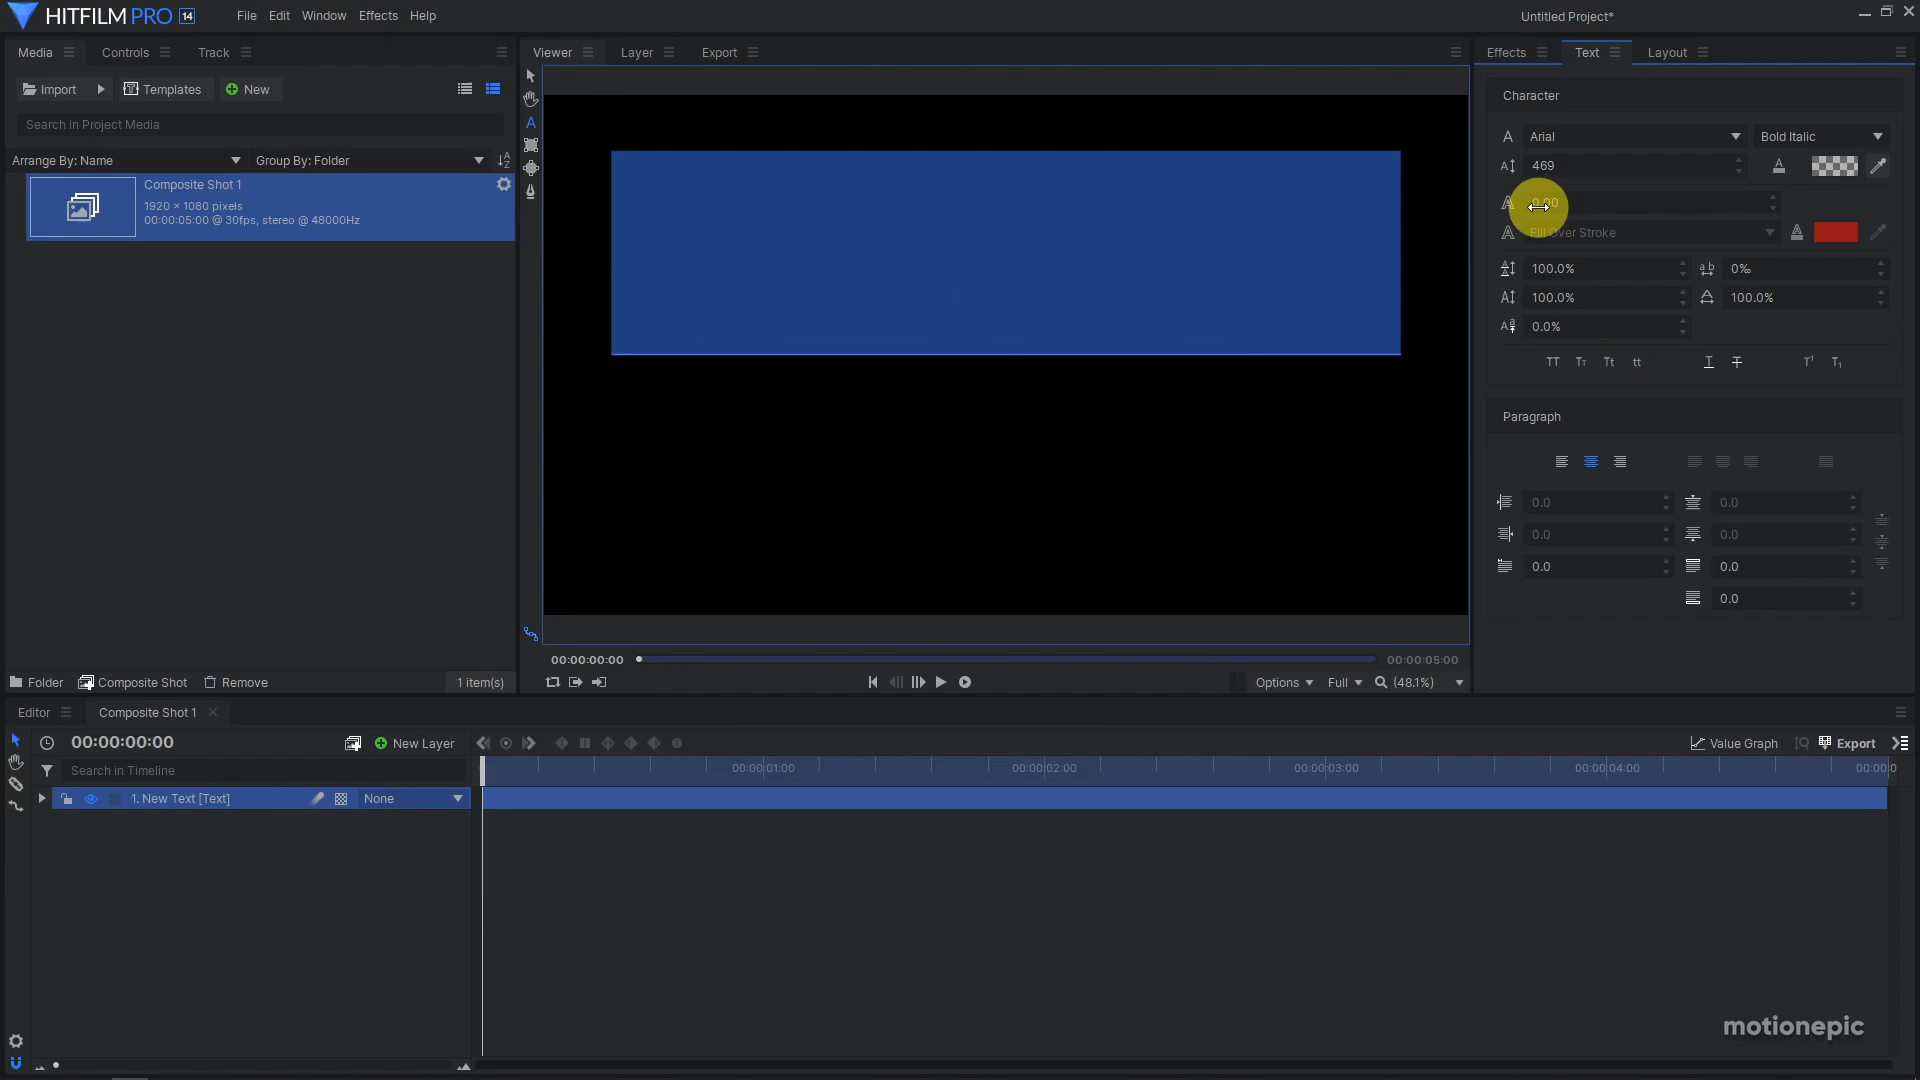 HITFILM PRO 14
File Edit Window Effects Help
Untitled Project*
Media Controls Track
Viewer Layer Export
Effects Text Layout
Import Templates New
Search in Project Media
Arrange By: Name Group By: Folder
Composite Shot 1
1920 × 1080 pixels
00:00:05:00 @ 30fps, stereo @ 48000Hz
Character
Arial Bold Italic
469
0.00
Fill Over Stroke
100.0% 0‰
100.0% 100.0%
0.0%
Paragraph
0.0 0.0
0.0 0.0
0.0 0.0
0.0
00:00:00:00 00:00:05:00
Folder Composite Shot Remove 1 item(s)
Options Full (48.1%)
Editor Composite Shot 1
00:00:00:00 New Layer Value Graph Export
Search in Timeline
00:00:01:00 00:00:02:00 00:00:03:00 00:00:04:00 00:00:0
1. New Text [Text] None
motionepic